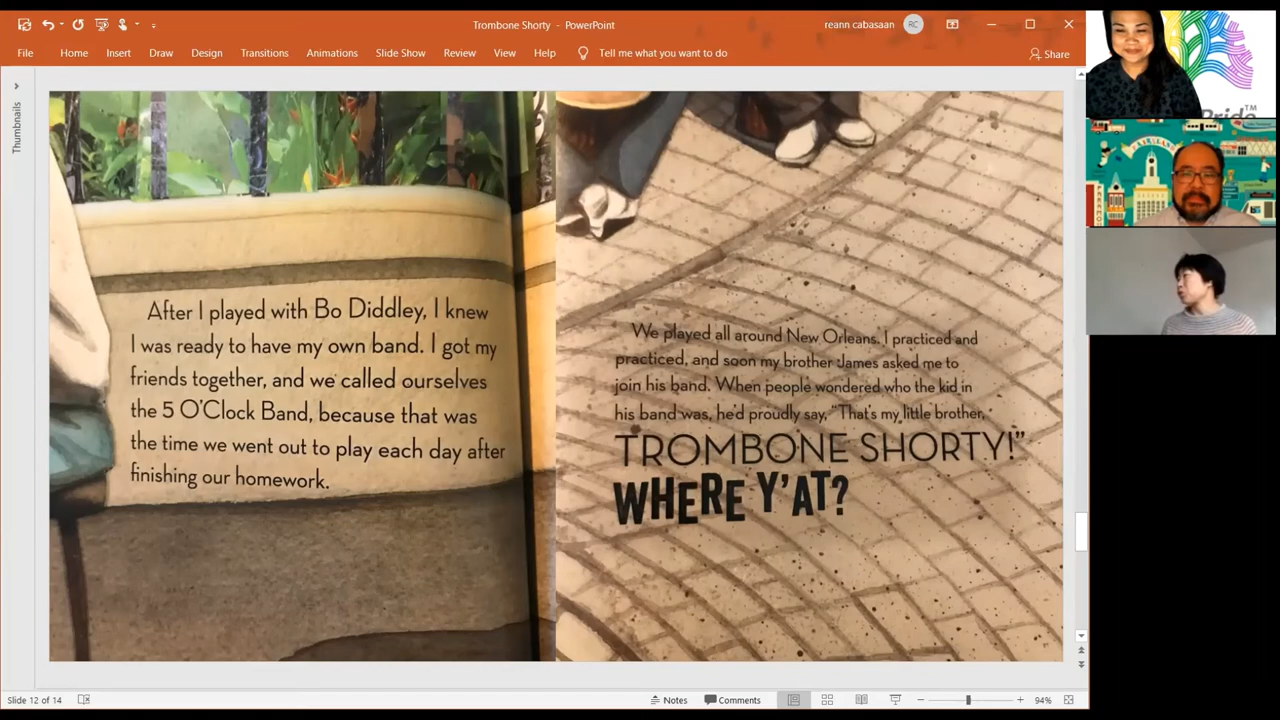 Trombone Shorty - PowerPoint
reann cabasaan
RC
File Home Insert Draw Design Transitions Animations Slide Show Review View Help Tell me what you want to do
Share
Thumbnails
After I played with Bo Diddley, I knew
I was ready to have my own band. I got my
friends together, and we called ourselves
the 5 O'Clock Band, because that was
the time we went out to play each day after
finishing our homework.
We played all around New Orleans. I practiced and
practiced, and soon my brother James asked me to
join his band. When people wondered who the kid in
his band was, he'd proudly say, "That's my little brother,
TROMBONE SHORTY!"
WHERE Y'AT?
Pride™
Slide 12 of 14
Notes Comments
94%